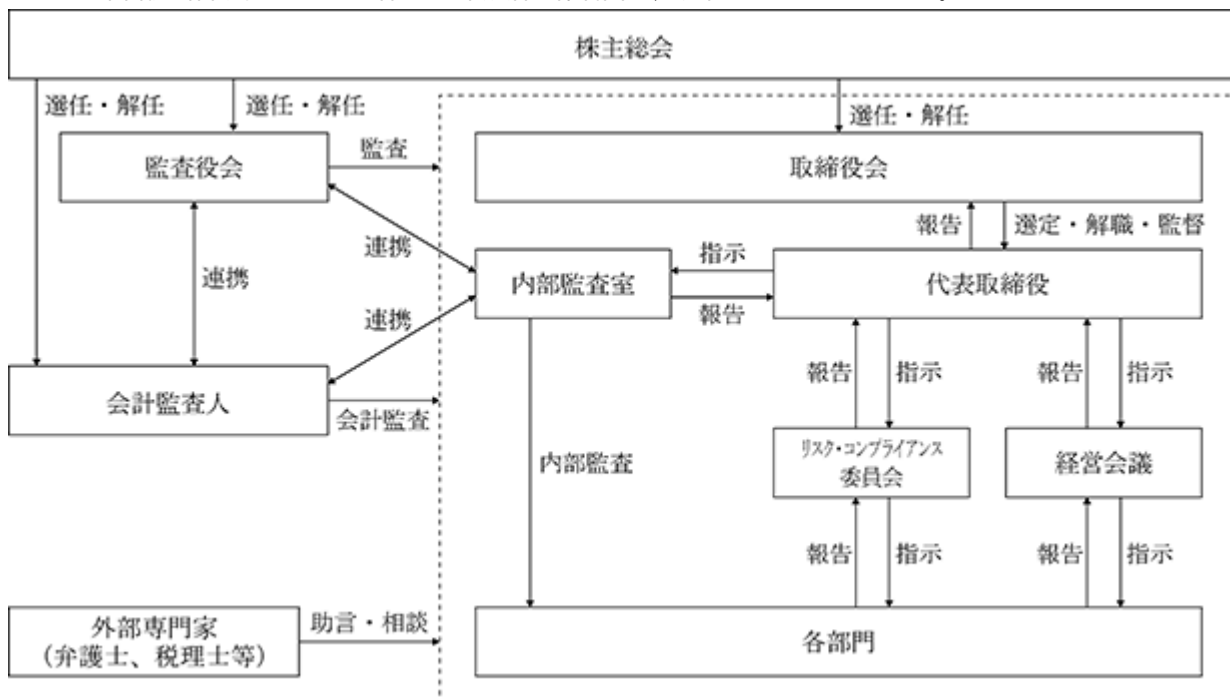 株主総会
選任・解任
選任・解任
選任・解任
監査役会
監査
取締役会
報告
選定・解職・監督
連携
指示
内部監査室
代表取締役
連携
連携
報告
会計監査人
会計監査
報告
指示
報告
指示
内部監査
リスク・コンプライアンス
委員会
経営会議
報告
指示
報告
指示
外部専門家
（弁護士、税理士等）
助言・相談
各部門